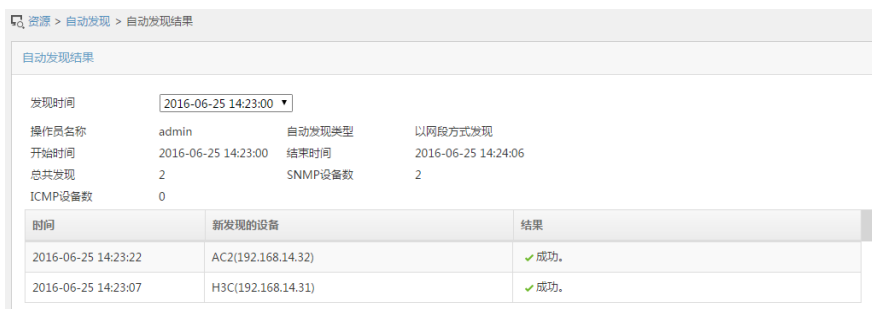 资源 > 自动发现 > 自动发现结果
自动发现结果
发现时间 2016-06-25 14:23:00
操作员名称 admin 自动发现类型 以网段方式发现
开始时间 2016-06-25 14:23:00 结束时间 2016-06-25 14:24:06
总共发现 2 SNMP设备数 2
ICMP设备数 0
时间 新发现的设备 结果
2016-06-25 14:23:22 AC2(192.168.14.32) 成功。
2016-06-25 14:23:07 H3C(192.168.14.31) 成功。